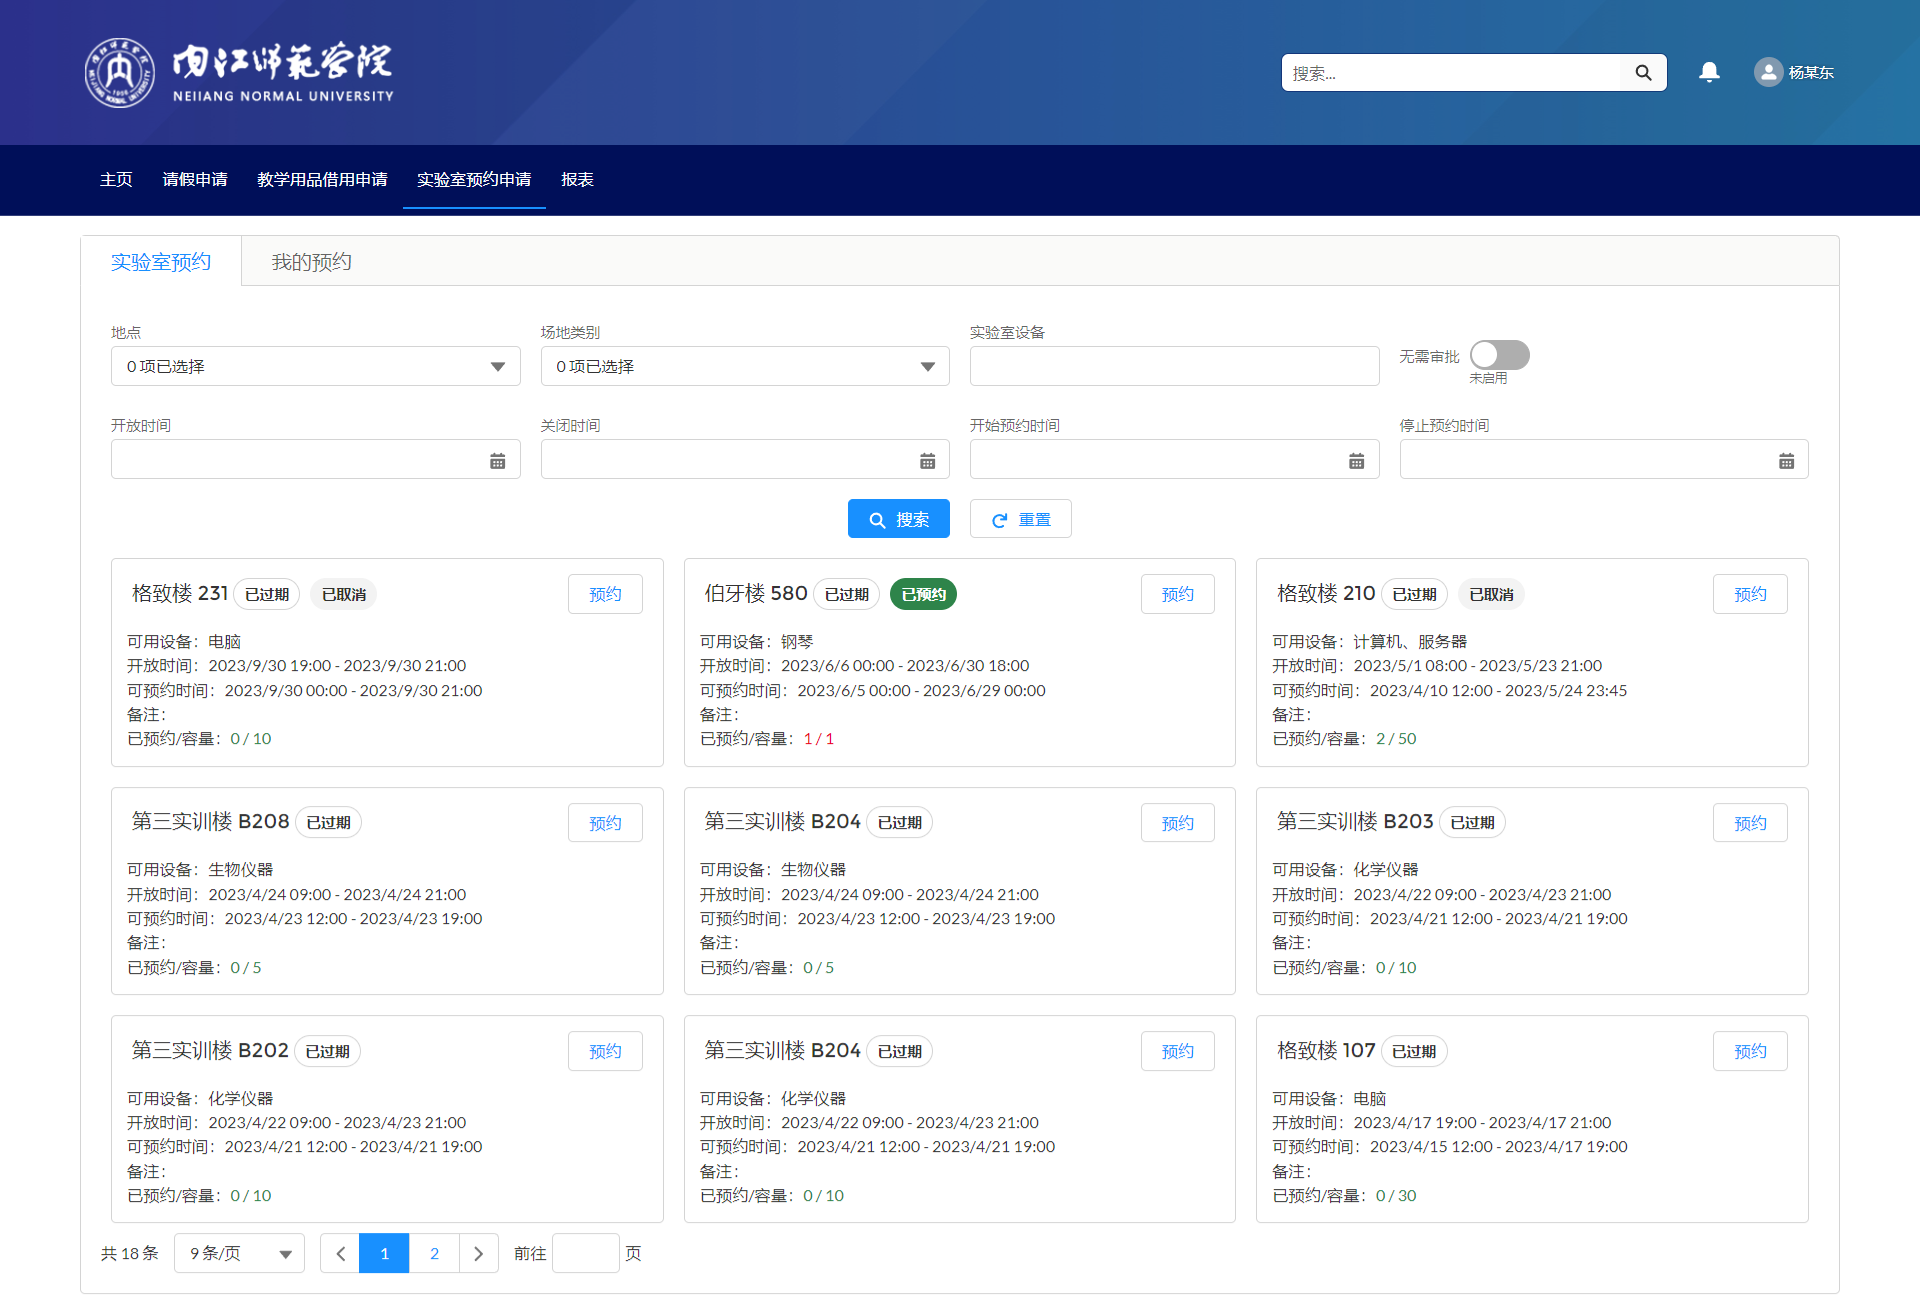 内江师范学院
NEIJIANG NORMAL UNIVERSITY
搜索...
杨某东
主页 请假申请 教学用品借用申请 实验室预约申请 报表
实验室预约 我的预约
地点 场地类别 实验室设备
0 项已选择 0 项已选择 无需审批
未启用
开放时间 关闭时间 开始预约时间 停止预约时间
搜索 重置
格致楼 231 已过期 已取消 预约
可用设备：电脑
开放时间：2023/9/30 19:00 - 2023/9/30 21:00
可预约时间：2023/9/30 00:00 - 2023/9/30 21:00
备注：
已预约/容量：0 / 10
伯牙楼 580 已过期 已预约 预约
可用设备：钢琴
开放时间：2023/6/6 00:00 - 2023/6/30 18:00
可预约时间：2023/6/5 00:00 - 2023/6/29 00:00
备注：
已预约/容量：1 / 1
格致楼 210 已过期 已取消 预约
可用设备：计算机、服务器
开放时间：2023/5/1 08:00 - 2023/5/23 21:00
可预约时间：2023/4/10 12:00 - 2023/5/24 23:45
备注：
已预约/容量：2 / 50
第三实训楼 B208 已过期 预约
可用设备：生物仪器
开放时间：2023/4/24 09:00 - 2023/4/24 21:00
可预约时间：2023/4/23 12:00 - 2023/4/23 19:00
备注：
已预约/容量：0 / 5
第三实训楼 B204 已过期 预约
可用设备：生物仪器
开放时间：2023/4/24 09:00 - 2023/4/24 21:00
可预约时间：2023/4/23 12:00 - 2023/4/23 19:00
备注：
已预约/容量：0 / 5
第三实训楼 B203 已过期 预约
可用设备：化学仪器
开放时间：2023/4/22 09:00 - 2023/4/23 21:00
可预约时间：2023/4/21 12:00 - 2023/4/21 19:00
备注：
已预约/容量：0 / 10
第三实训楼 B202 已过期 预约
可用设备：化学仪器
开放时间：2023/4/22 09:00 - 2023/4/23 21:00
可预约时间：2023/4/21 12:00 - 2023/4/21 19:00
备注：
已预约/容量：0 / 10
第三实训楼 B204 已过期 预约
可用设备：化学仪器
开放时间：2023/4/22 09:00 - 2023/4/23 21:00
可预约时间：2023/4/21 12:00 - 2023/4/21 19:00
备注：
已预约/容量：0 / 10
格致楼 107 已过期 预约
可用设备：电脑
开放时间：2023/4/17 19:00 - 2023/4/17 21:00
可预约时间：2023/4/15 12:00 - 2023/4/17 19:00
备注：
已预约/容量：0 / 30
共 18 条 9 条/页 1 2 前往 页